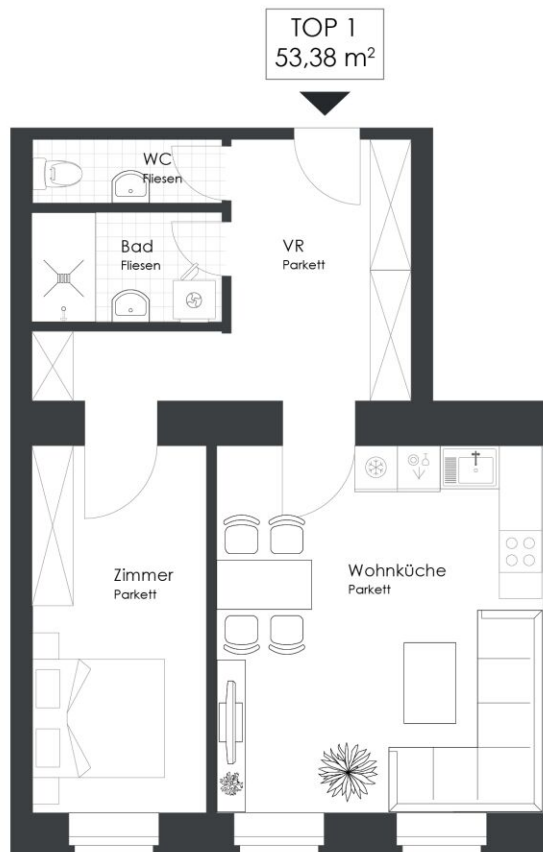 TOP 1
53,38 m²
WC
Fliesen
Bad
Fliesen
VR
Parkett
Zimmer
Parkett
Wohnküche
Parkett